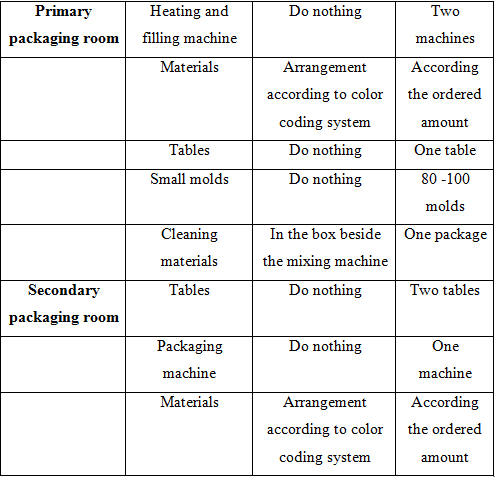 Primary packaging room Heating and filling machine Do nothing Two machines
Materials Arrangement according to color coding system According the ordered amount
Tables Do nothing One table
Small molds Do nothing 80 -100 molds
Cleaning materials In the box beside the mixing machine One package
Secondary packaging room Tables Do nothing Two tables
Packaging machine Do nothing One machine
Materials Arrangement according to color coding system According the ordered amount